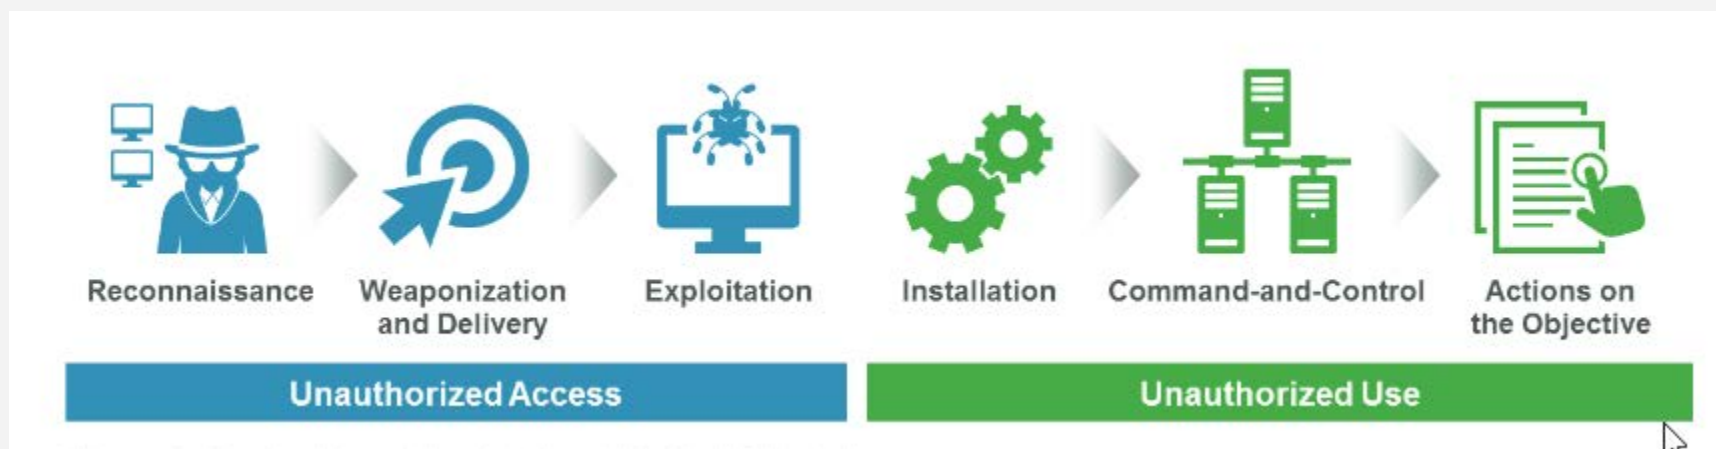 Reconnaissance
Weaponization
and Delivery
Exploitation
Installation
Command-and-Control
Actions on
the Objective
Unauthorized Access
Unauthorized Use